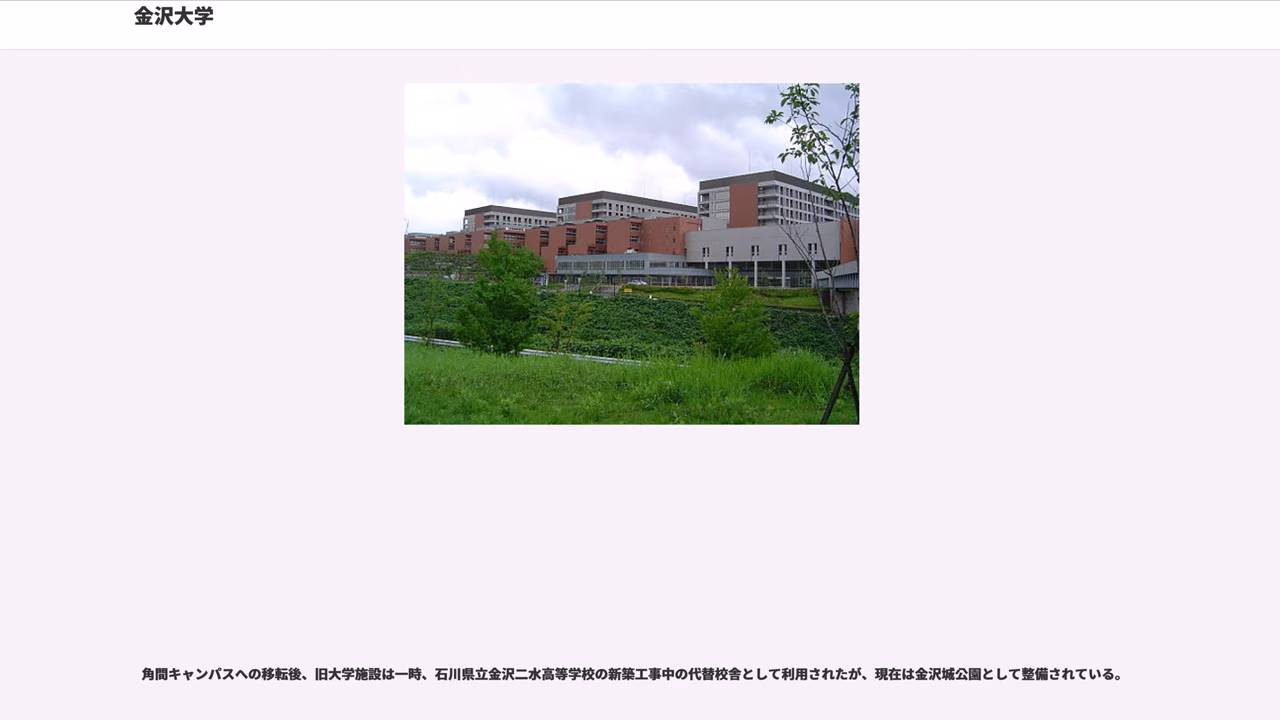 金沢大学
角間キャンパスへの移転後、旧大学施設は一時、石川県立金沢二水高等学校の新築工事中の代替校舎として利用されたが、現在は金沢城公園として整備されている。